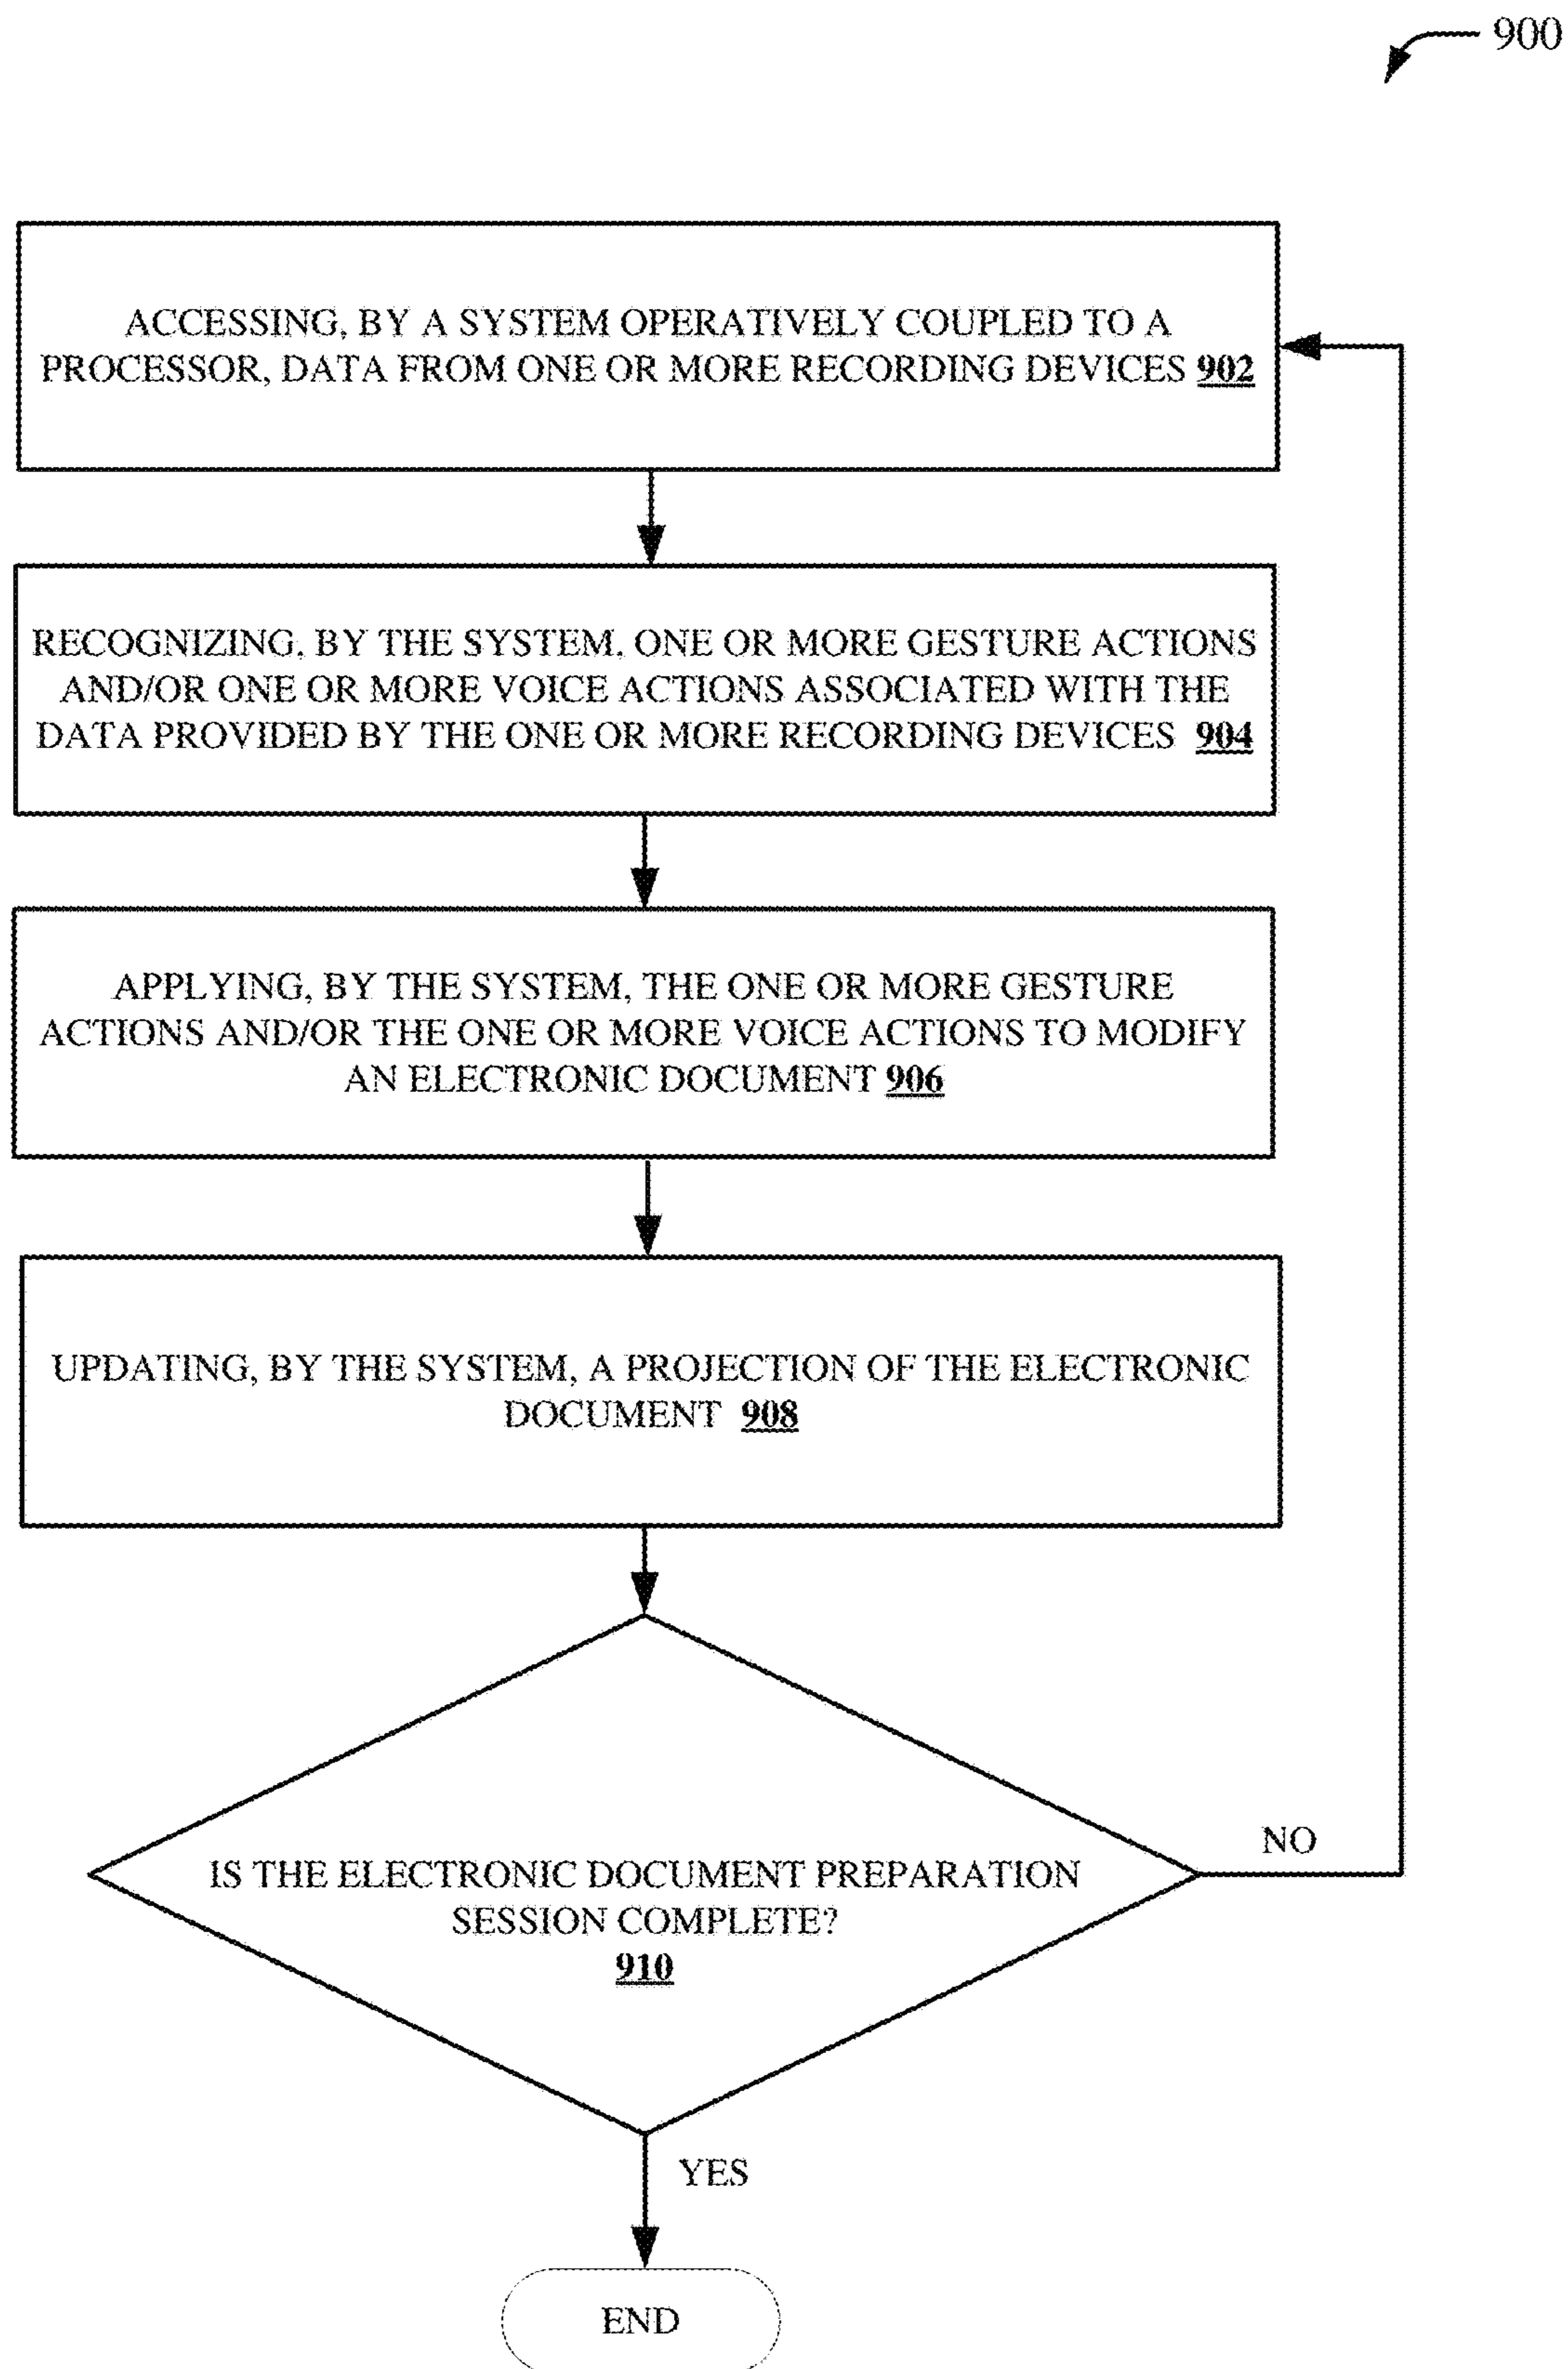 900
ACCESSING, BY A SYSTEM OPERATIVELY COUPLED TO A
PROCESSOR, DATA FROM ONE OR MORE RECORDING DEVICES 902
RECOGNIZING, BY THE SYSTEM, ONE OR MORE GESTURE ACTIONS
AND/OR ONE OR MORE VOICE ACTIONS ASSOCIATED WITH THE
DATA PROVIDED BY THE ONE OR MORE RECORDING DEVICES 904
APPLYING, BY THE SYSTEM, THE ONE OR MORE GESTURE
ACTIONS AND/OR THE ONE OR MORE VOICE ACTIONS TO MODIFY
AN ELECTRONIC DOCUMENT 906
UPDATING, BY THE SYSTEM, A PROJECTION OF THE ELECTRONIC
DOCUMENT 908
NO
IS THE ELECTRONIC DOCUMENT PREPARATION
SESSION COMPLETE?
910
YES
END